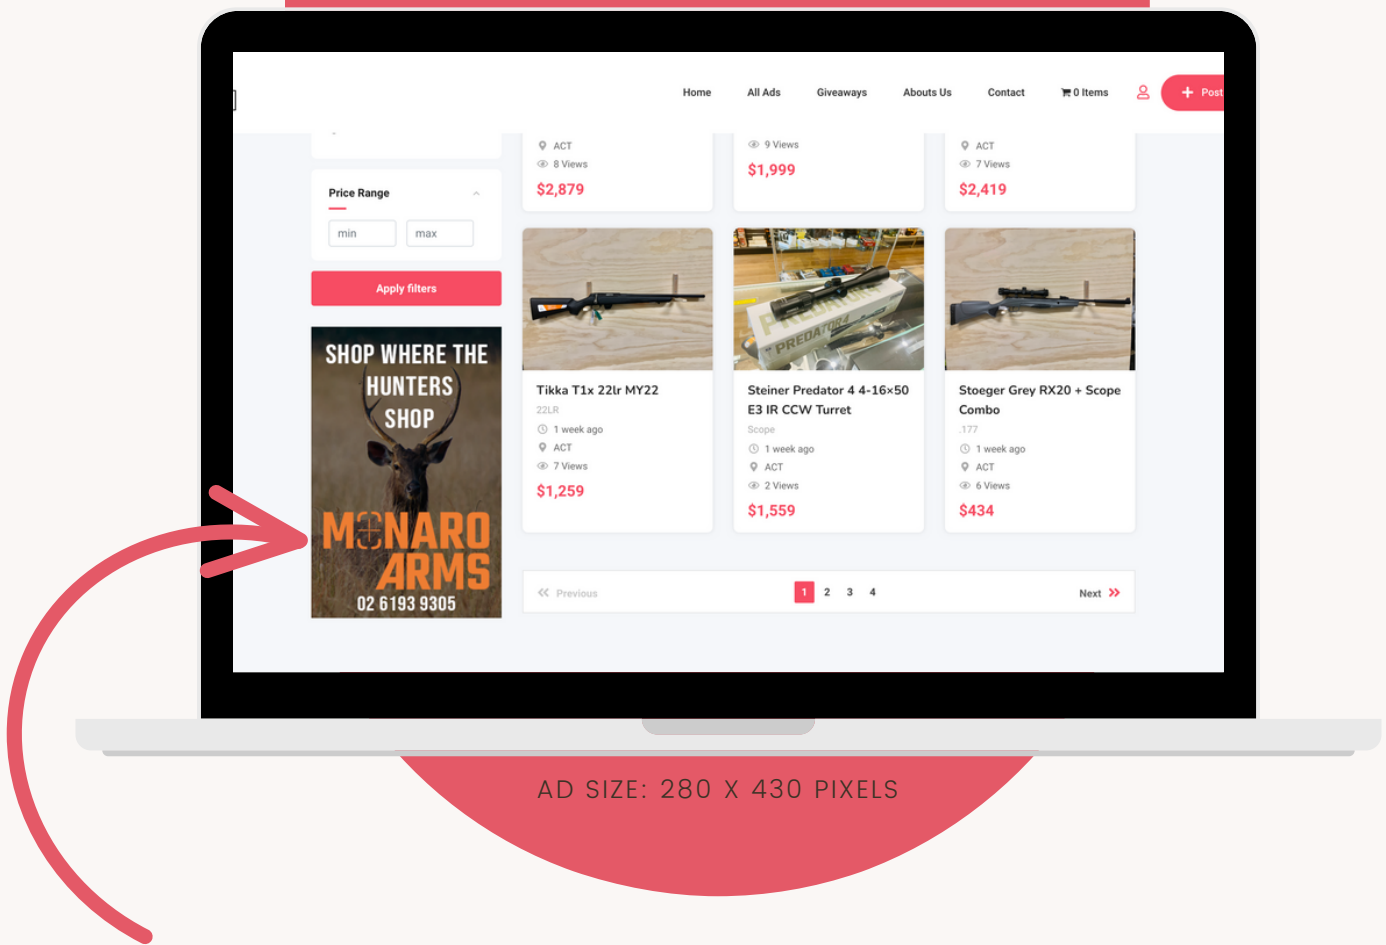 Home All Ads Giveaways Abouts Us Contact 0 Items + Post
ACT
8 Views
$2,879
9 Views
$1,999
ACT
7 Views
$2,419
Price Range
min max
Apply filters
SHOP WHERE THE
HUNTERS
SHOP
MONARO
ARMS
02 6193 9305
Tikka T1x 22lr MY22
22LR
1 week ago
ACT
7 Views
$1,259
PREDATOR 4
PREDATOR4
Steiner Predator 4 4-16×50
E3 IR CCW Turret
Scope
1 week ago
ACT
2 Views
$1,559
Stoeger Grey RX20 + Scope
Combo
.177
1 week ago
ACT
6 Views
$434
Previous 1 2 3 4 Next
AD SIZE: 280 X 430 PIXELS